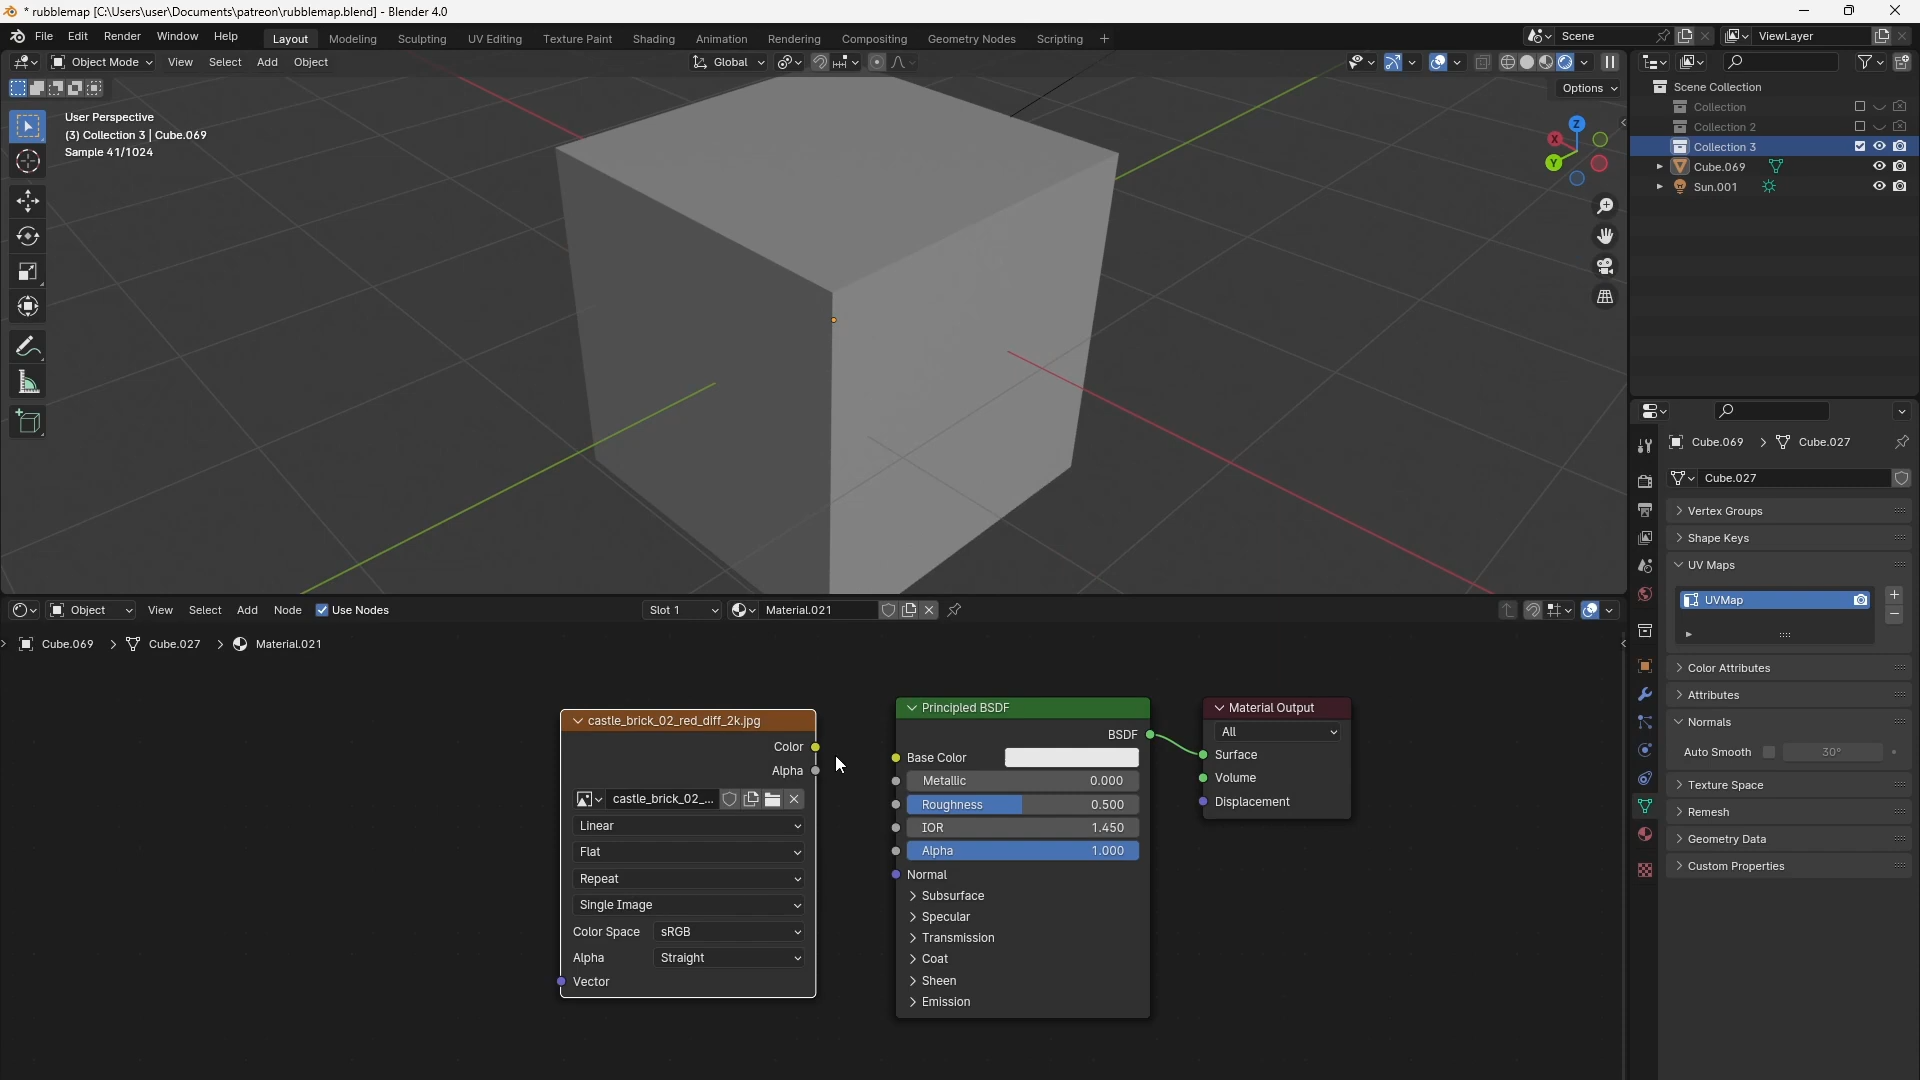 * rubblemap [C:\Users\user\Documents\patreon\rubblemap.blend] - Blender 4.0
File Edit Render Window Help Layout Modeling Sculpting UV Editing Texture Paint Shading Animation Rendering Compositing Geometry Nodes Scripting + Scene ViewLayer
Object Mode View Select Add Object Global
Options
User Perspective
(3) Collection 3 | Cube.069
Sample 41/1024
X Y Z
Scene Collection
Collection
Collection 2
Collection 3
Cube.069
Sun.001
Cube.069 > Cube.027
Cube.027
Vertex Groups
Shape Keys
UV Maps
UVMap
Color Attributes
Attributes
Normals
Auto Smooth 30°
Texture Space
Remesh
Geometry Data
Custom Properties
Object View Select Add Node Use Nodes Slot 1 Material.021
Cube.069 > Cube.027 > Material.021
castle_brick_02_red_diff_2k.jpg
Color
Alpha
castle_brick_02_...
Linear
Flat
Repeat
Single Image
Color Space sRGB
Alpha Straight
Vector
Principled BSDF
BSDF
Base Color
Metallic 0.000
Roughness 0.500
IOR 1.450
Alpha 1.000
Normal
Subsurface
Specular
Transmission
Coat
Sheen
Emission
Material Output
All
Surface
Volume
Displacement